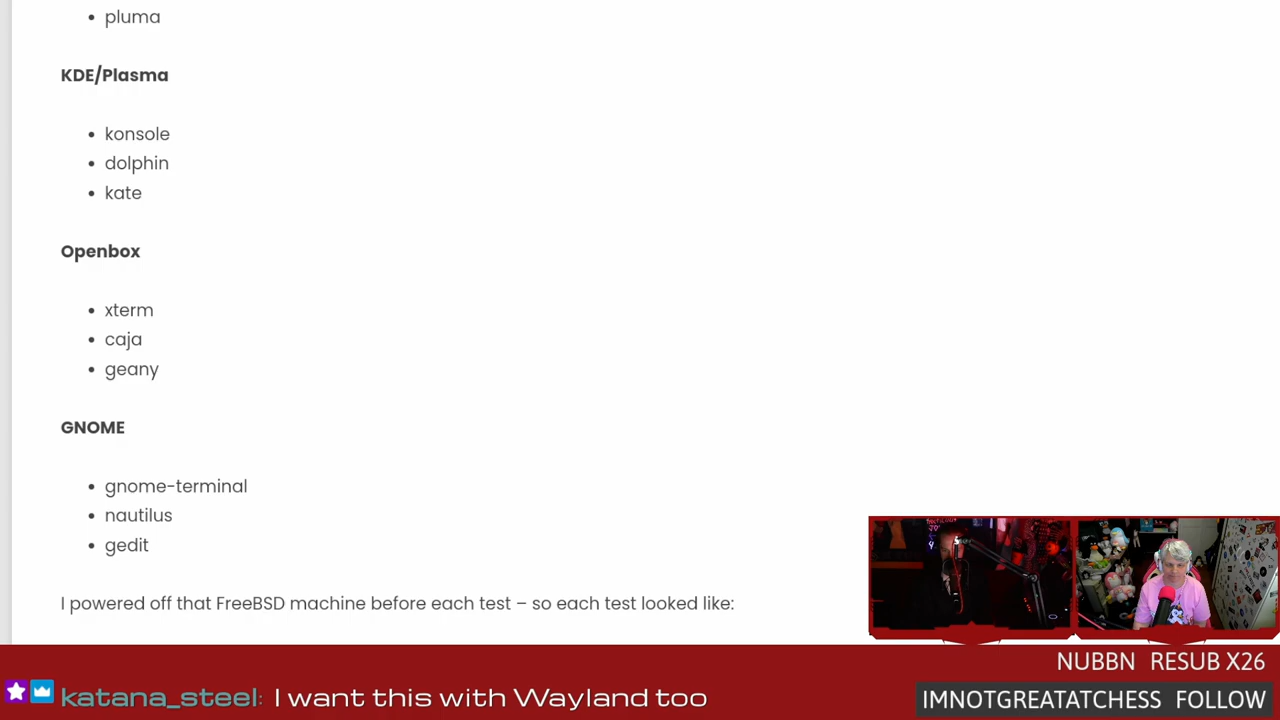 pluma
KDE/Plasma
konsole
dolphin
kate
Openbox
xterm
caja
geany
GNOME
gnome-terminal
nautilus
gedit
I powered off that FreeBSD machine before each test – so each test looked like:
NUBBN RESUB X26
katana_steel: I want this with Wayland too
IMNOTGREATATCHESS FOLLOW